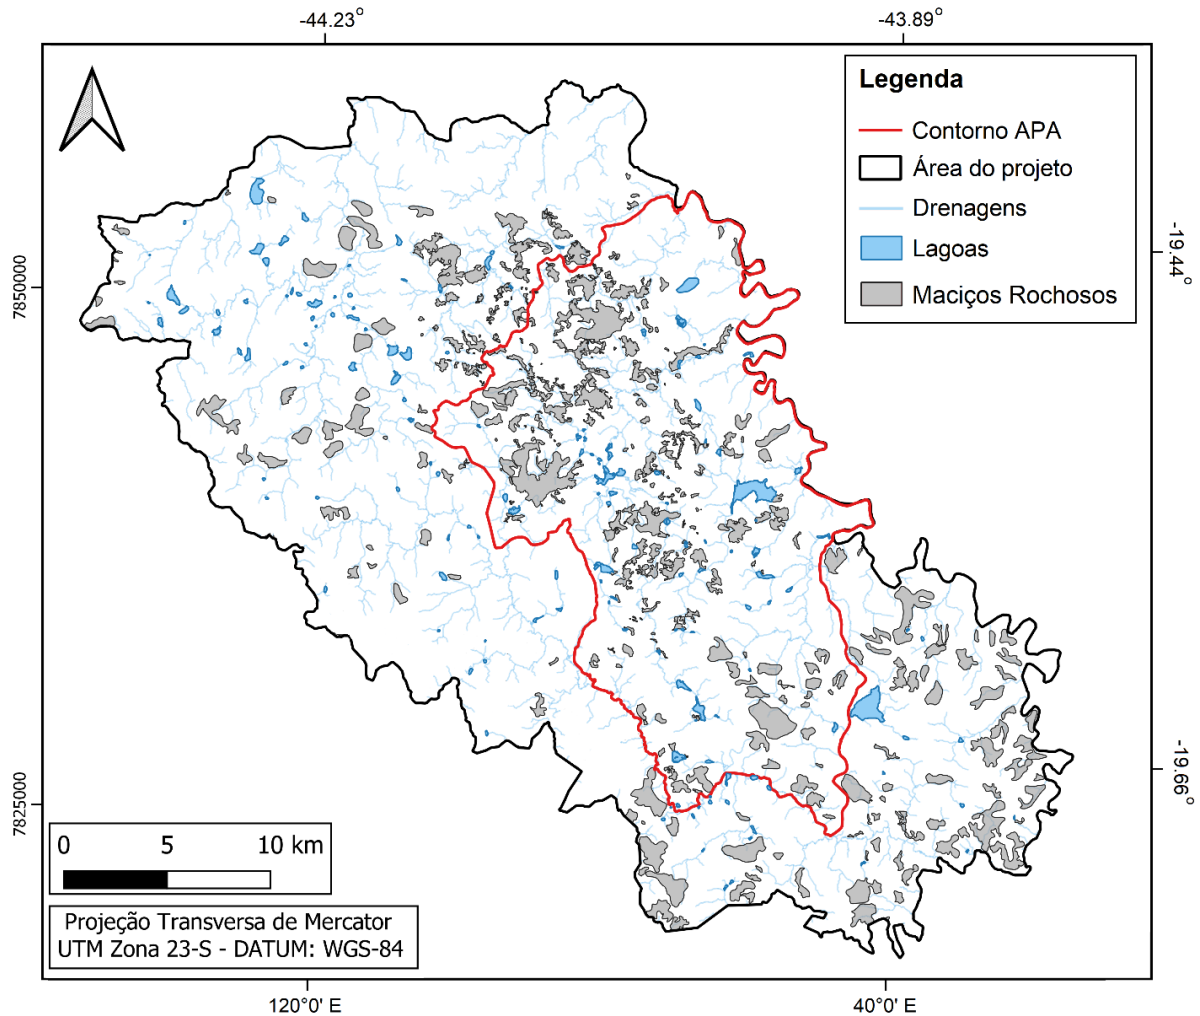 -44.23°
-43.89°
Legenda
Contorno APA
Área do projeto
Drenagens
Lagoas
Maciços Rochosos
-19.44°
7850000
-19.66°
7825000
0 5 10 km
Projeção Transversa de Mercator
UTM Zona 23-S - DATUM: WGS-84
120°0' E
40°0' E